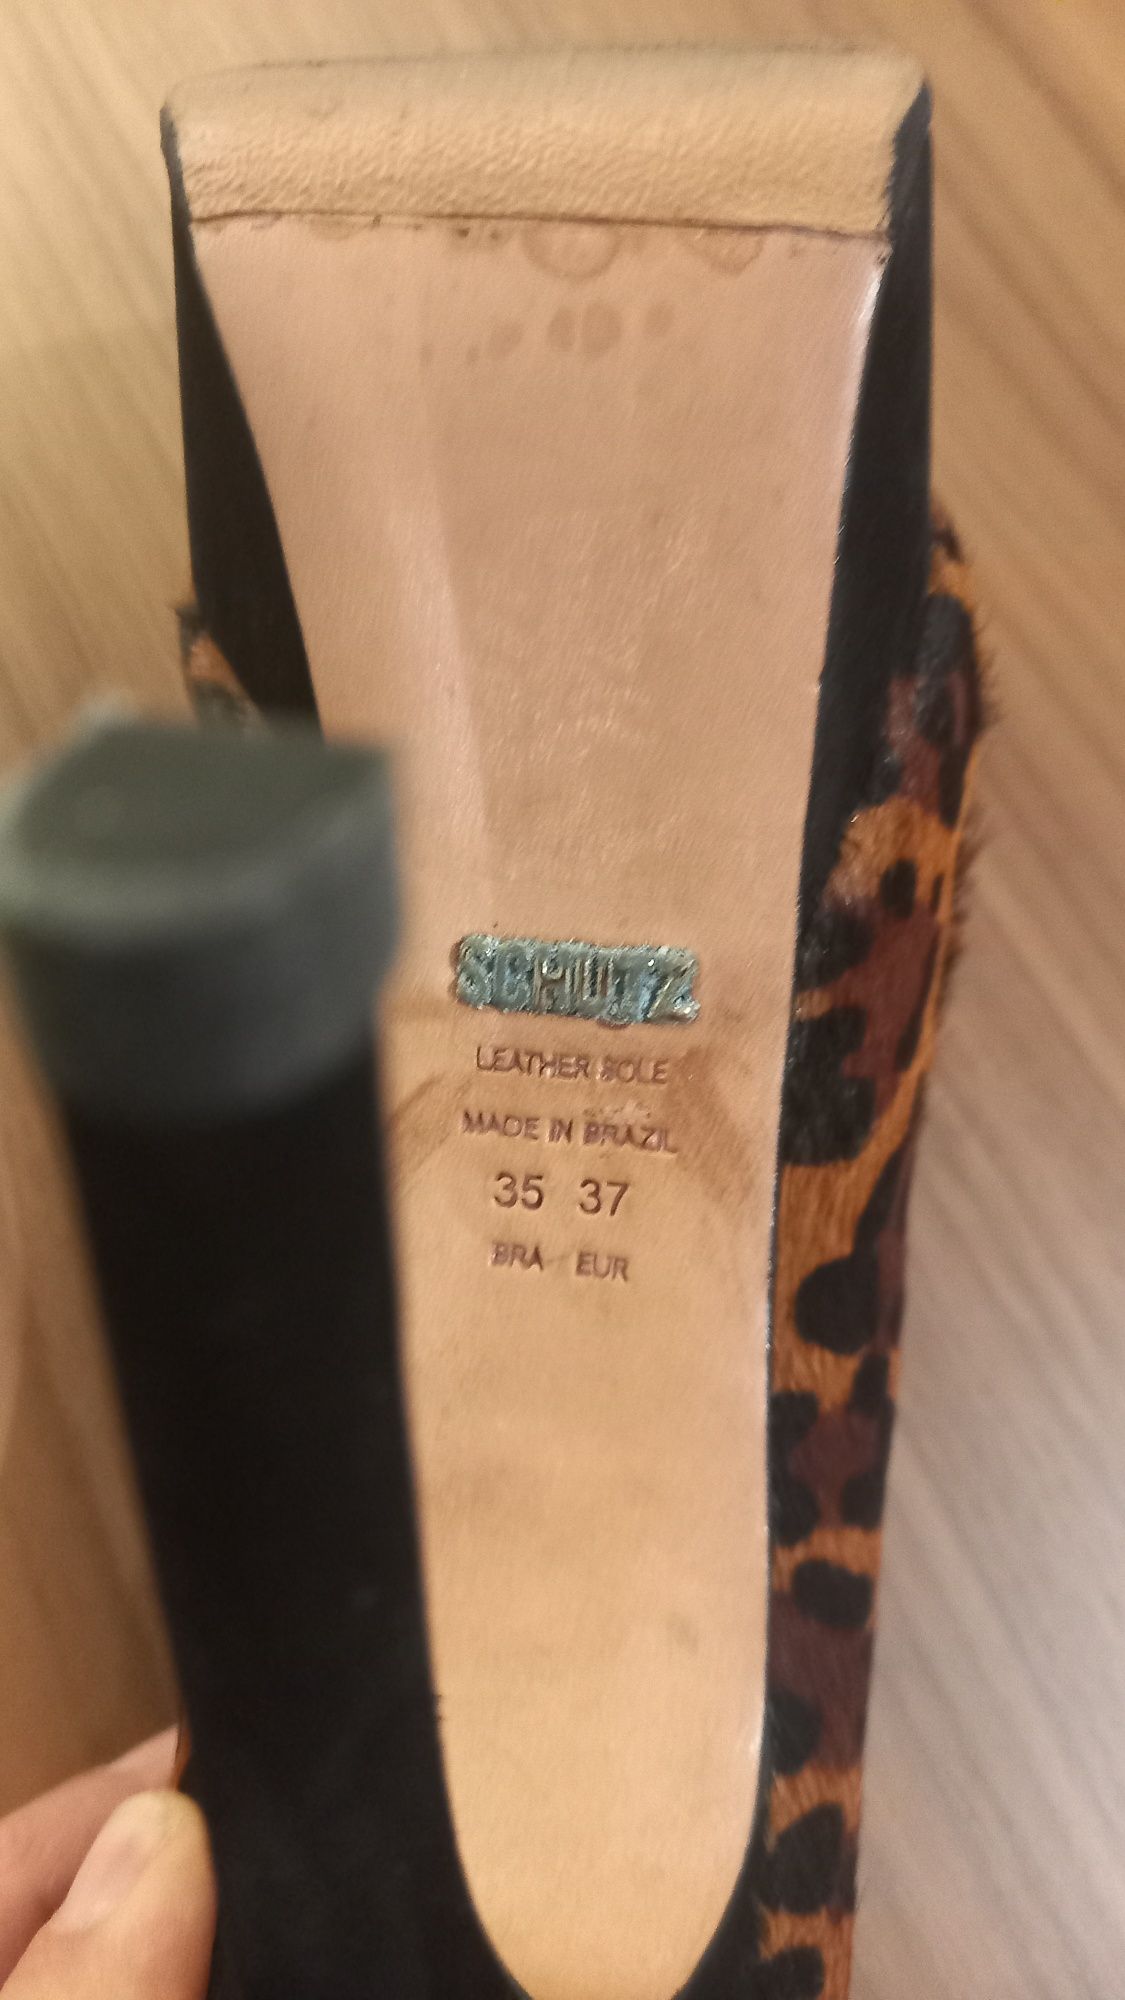 SCHUTZ
LEATHER SOLE
MADE IN BRAZIL
35 37
BRA EUR